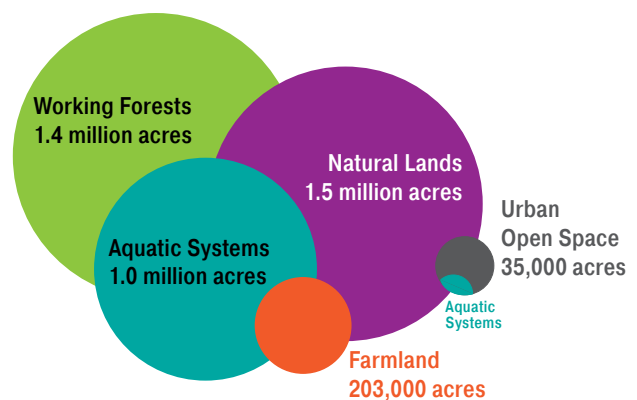 Working Forests
1.4 million acres
Natural Lands
1.5 million acres
Urban
Open Space
35,000 acres
Aquatic Systems
1.0 million acres
Aquatic
Systems
Farmland
203,000 acres